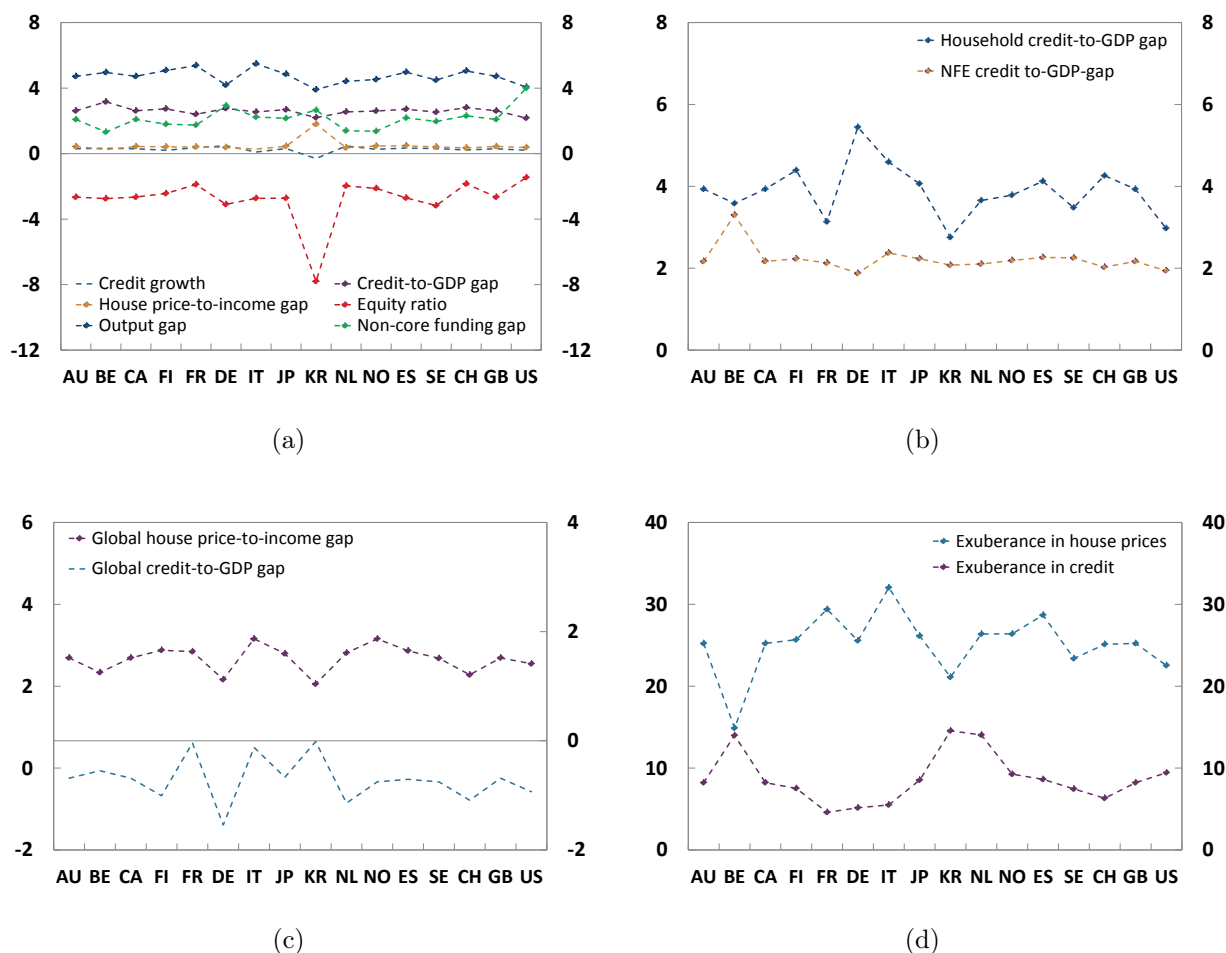 8 8
4 4
0 0
-4 -4
Credit growth Credit-to-GDP gap
-8 House price-to-income gap Equity ratio -8
Output gap Non-core funding gap
-12 -12
AU BE CA FI FR DE IT JP KR NL NO ES SE CH GB US
(a)
8 8
Household credit-to-GDP gap
NFE credit to-GDP-gap
6 6
4 4
2 2
0 0
AU BE CA FI FR DE IT JP KR NL NO ES SE CH GB US
(b)
6 4
Global house price-to-income gap
Global credit-to-GDP gap
4
2
2
0
0
-2 -2
AU BE CA FI FR DE IT JP KR NL NO ES SE CH GB US
(c)
40 40
Exuberance in house prices
Exuberance in credit
30 30
20 20
10 10
0 0
AU BE CA FI FR DE IT JP KR NL NO ES SE CH GB US
(d)